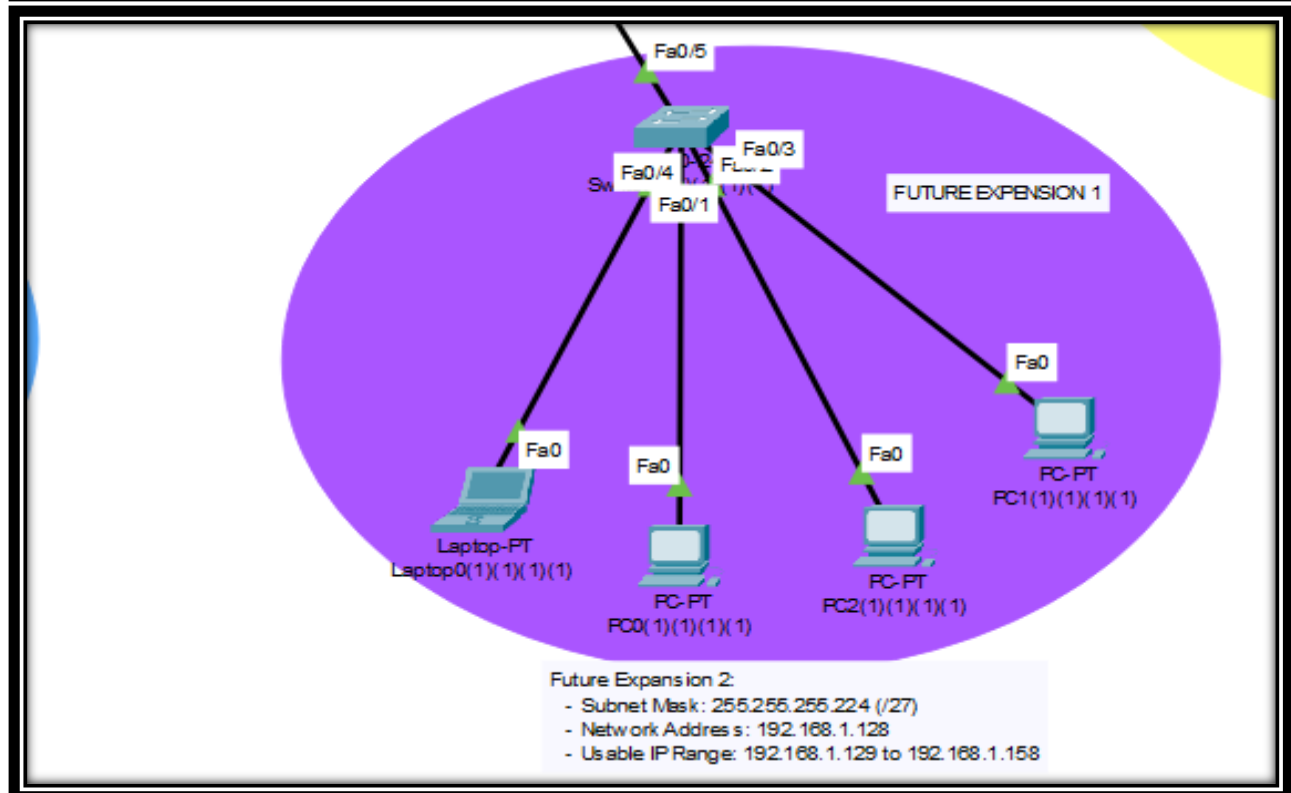 Fa0/5
Fa0/3
Fa0/4
Fa0/1
FUTURE EXPENSION 1
Fa0
Fa0
Fa0
Fa0
PC-PT
PC1(1)(1)(1)(1)
Laptop-PT
Laptop0(1)(1)(1)(1)
PC-PT
PC2(1)(1)(1)(1)
PC-PT
PC0(1)(1)(1)(1)
Future Expansion 2:
- Subnet Mask: 255.255.255.224 (/27)
- Network Address: 192.168.1.128
- Usable IP Range: 192.168.1.129 to 192.168.1.158